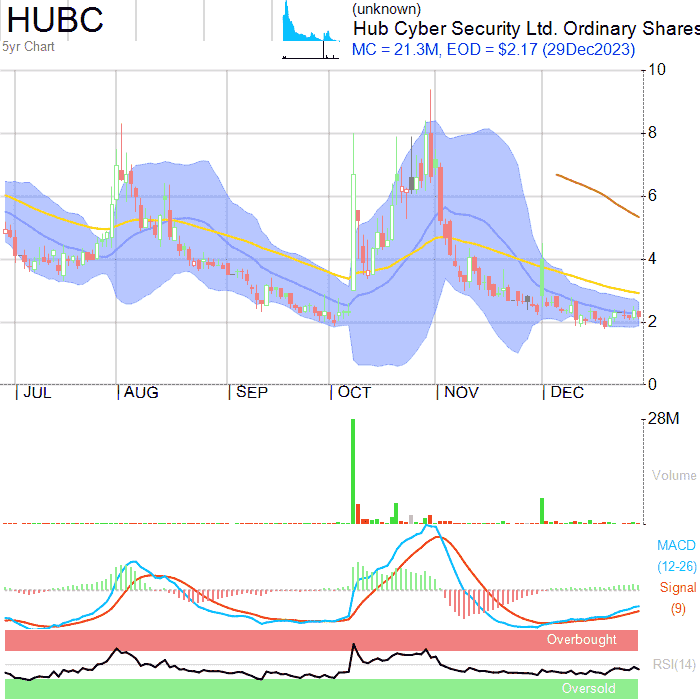 HUBC
5yr Chart
(unknown)
Hub Cyber Security Ltd. Ordinary Shares
MC = 21.3M, EOD = $2.17 (29Dec2023)
10
8
6
4
2
0
JUL AUG SEP OCT NOV DEC
28M
Volume
MACD
(12-26)
Signal
(9)
Overbought
RSI(14)
Oversold